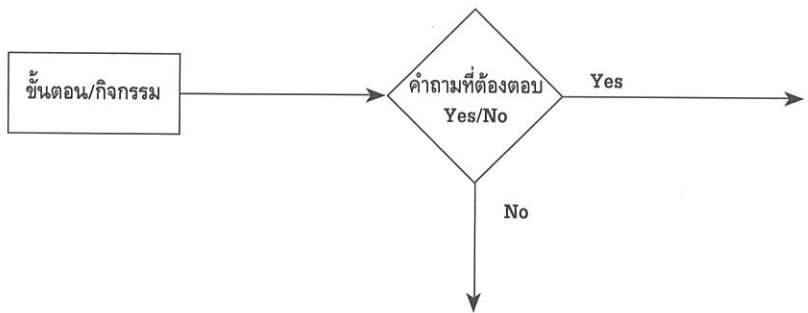 ขั้นตอน/กิจกรรม
คำถามที่ต้องตอบ
Yes/No
Yes
No